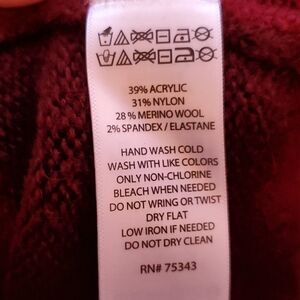 39% ACRYLIC
31% NYLON
28% MERINO WOOL
2% SPANDEX / ELASTANE
HAND WASH COLD
WASH WITH LIKE COLORS
ONLY NON-CHLORINE
BLEACH WHEN NEEDED
DO NOT WRING OR TWIST
DRY FLAT
LOW IRON IF NEEDED
DO NOT DRY CLEAN
RN# 75343